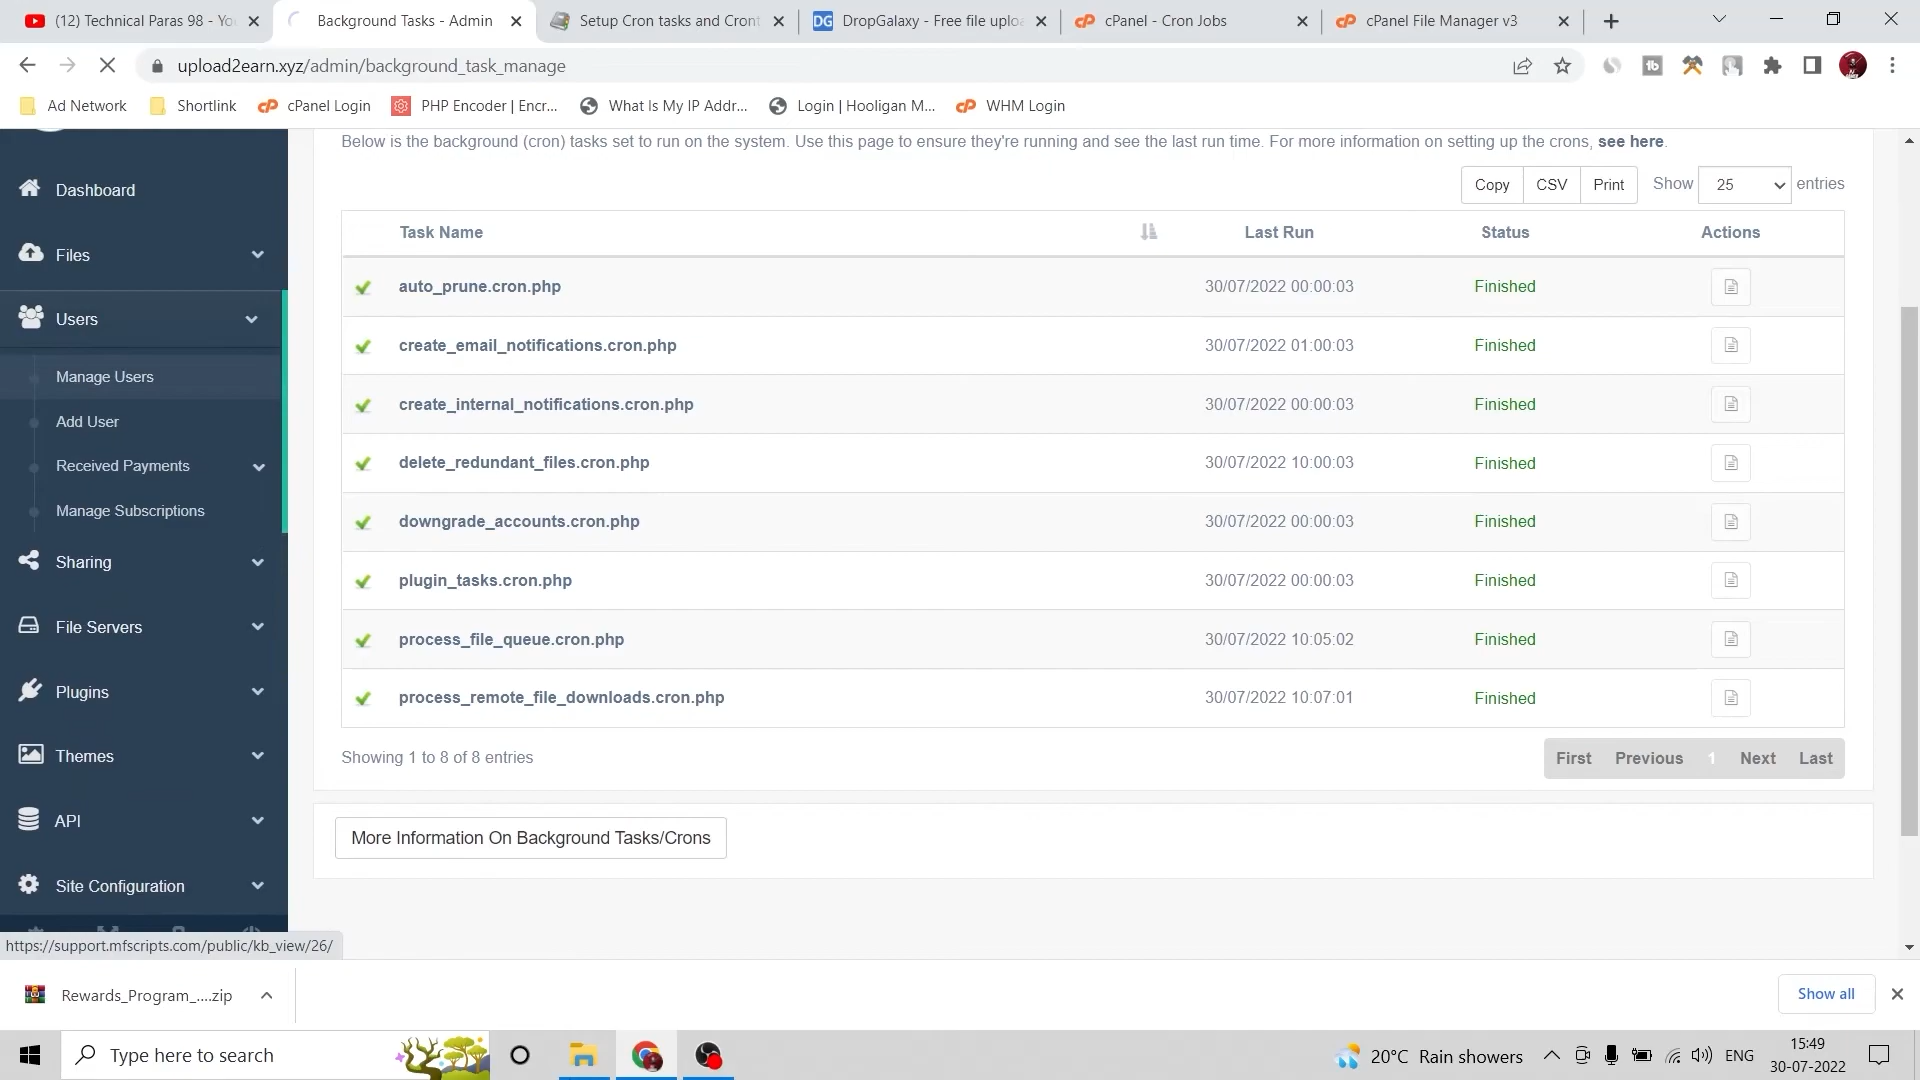 (12) Technical Paras 98 - Yo
Background Tasks - Admin
Setup Cron tasks and Cront
DG DropGalaxy - Free file uploa
cPanel - Cron Jobs
cPanel File Manager v3
upload2earn.xyz/admin/background_task_manage
Ad Network
Shortlink
cPanel Login
PHP Encoder | Encr...
What Is My IP Addr...
Login | Hooligan M...
WHM Login
Below is the background (cron) tasks set to run on the system. Use this page to ensure they're running and see the last run time. For more information on setting up the crons, see here.
Copy CSV Print Show 25 entries
Dashboard
Files
Users
Manage Users
Add User
Received Payments
Manage Subscriptions
Sharing
File Servers
Plugins
Themes
API
Site Configuration
Task Name Last Run Status Actions
auto_prune.cron.php 30/07/2022 00:00:03 Finished
create_email_notifications.cron.php 30/07/2022 01:00:03 Finished
create_internal_notifications.cron.php 30/07/2022 00:00:03 Finished
delete_redundant_files.cron.php 30/07/2022 10:00:03 Finished
downgrade_accounts.cron.php 30/07/2022 00:00:03 Finished
plugin_tasks.cron.php 30/07/2022 00:00:03 Finished
process_file_queue.cron.php 30/07/2022 10:05:02 Finished
process_remote_file_downloads.cron.php 30/07/2022 10:07:01 Finished
Showing 1 to 8 of 8 entries
First Previous 1 Next Last
More Information On Background Tasks/Crons
https://support.mfscripts.com/public/kb_view/26/
Rewards_Program_....zip
Show all
Type here to search
20°C Rain showers
ENG
15:49
30-07-2022